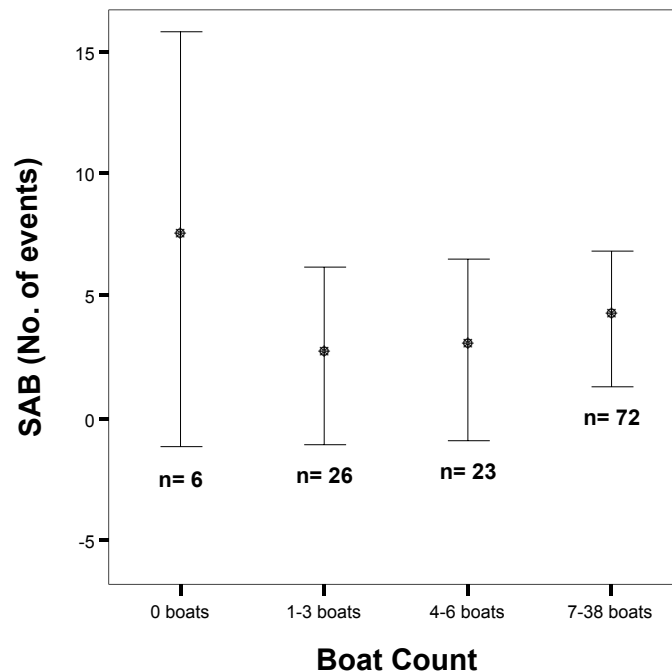 SAB (No. of events)
15
10
5
0
-5
n= 6
n= 26
n= 23
n= 72
0 boats
1-3 boats
4-6 boats
7-38 boats
Boat Count